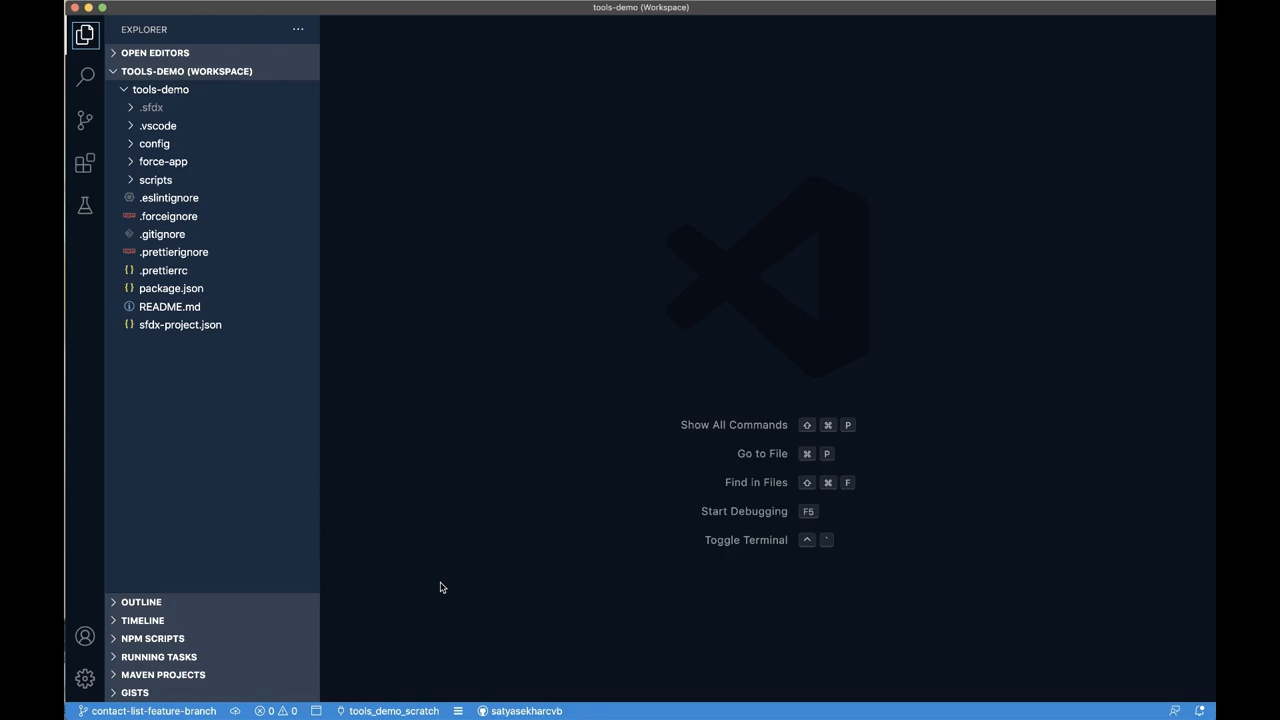 tools-demo (Workspace)
EXPLORER
OPEN EDITORS
TOOLS-DEMO (WORKSPACE)
tools-demo
.sfdx
.vscode
config
force-app
scripts
.eslintignore
.forceignore
.gitignore
.prettierignore
{} .prettierrc
{} package.json
README.md
{} sfdx-project.json
Show All Commands ⇧ ⌘ P
Go to File ⌘ P
Find in Files ⇧ ⌘ F
Start Debugging F5
Toggle Terminal ^ `
OUTLINE
TIMELINE
NPM SCRIPTS
RUNNING TASKS
MAVEN PROJECTS
GISTS
contact-list-feature-branch 0 0 tools_demo_scratch satyasekharcvb